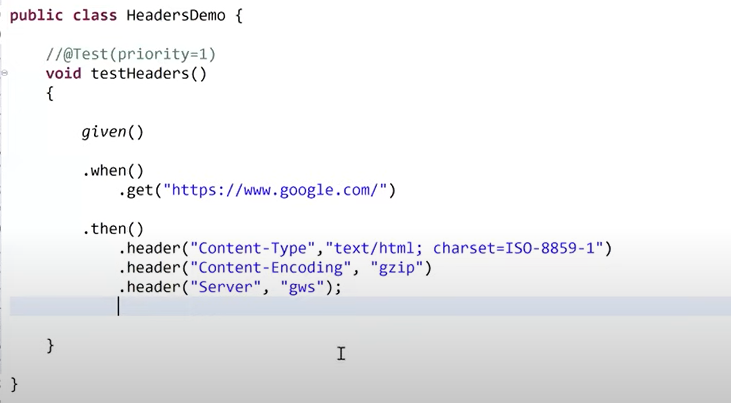 public class HeadersDemo {
//@Test(priority=1)
void testHeaders()
{
given()
.when()
.get("https://www.google.com/")
.then()
.header("Content-Type","text/html; charset=ISO-8859-1")
.header("Content-Encoding", "gzip")
.header("Server", "gws");
}
}